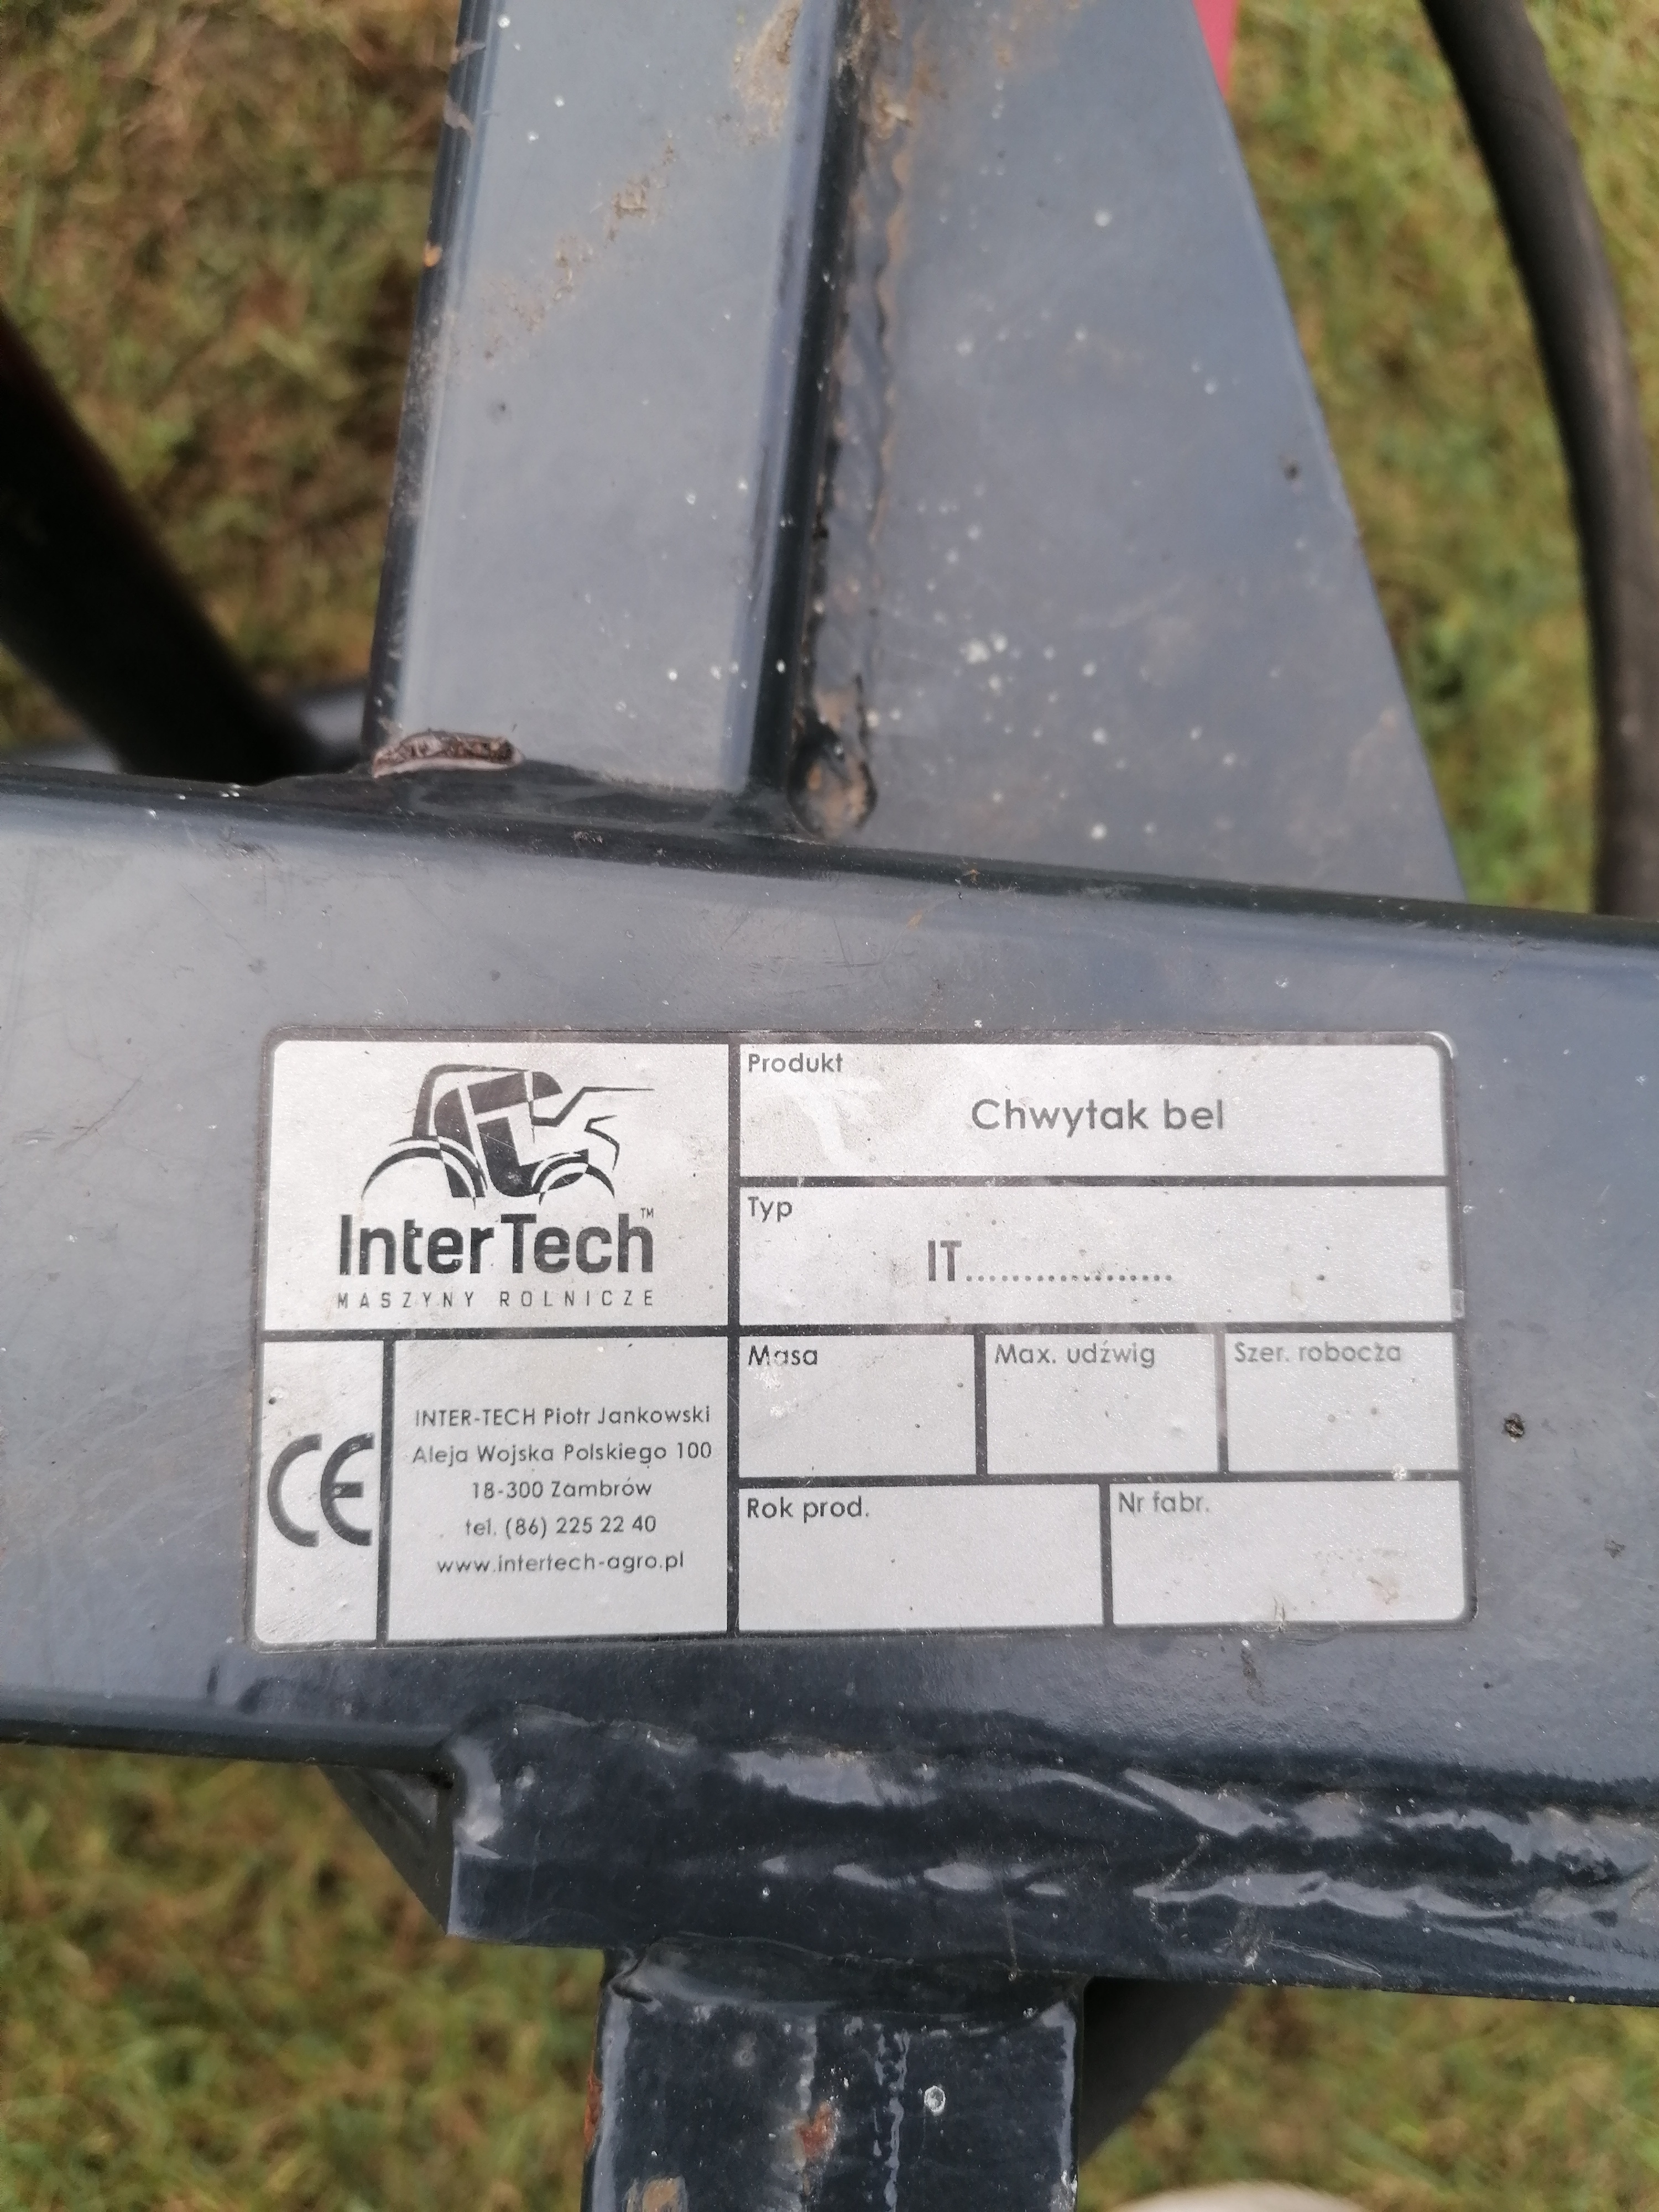 InterTech™
MASZYNY ROLNICZE
Produkt
Chwytak bel
Typ
IT..................
Masa
Max. udźwig
Szer. robocza
CE
INTER-TECH Piotr Jankowski
Aleja Wojska Polskiego 100
18-300 Zambrów
tel. (86) 225 22 40
www.intertech-agro.pl
Rok prod.
Nr fabr.